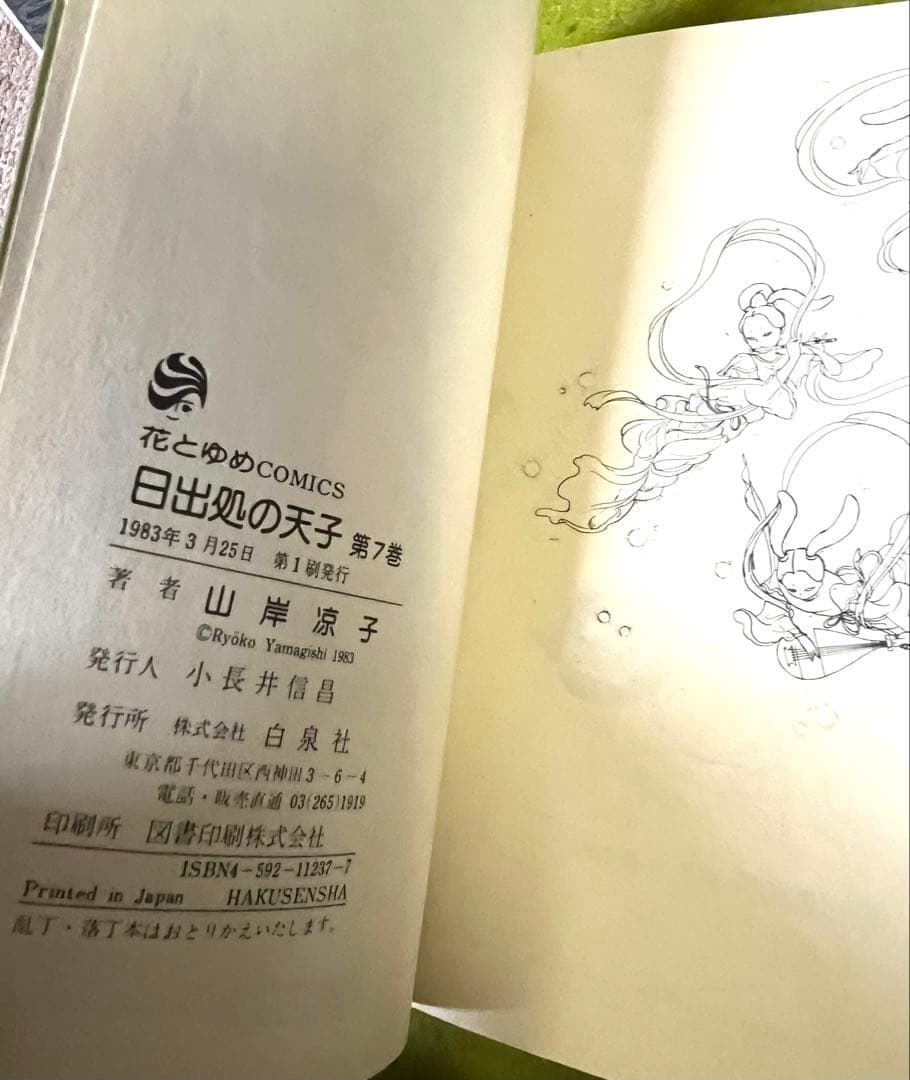 花とゆめCOMICS
日出処の天子 第7巻
1983年3月25日 第1刷発行
著者 山岸凉子
©Ryōko Yamagishi 1983
発行人 小長井信昌
発行所 株式会社 白泉社
東京都千代田区西神田3-6-4
電話・販売直通 03(265)1919
印刷所 図書印刷株式会社
ISBN4-592-11237-7
Printed in Japan HAKUSENSHA
乱丁・落丁本はおとりかえいたします。